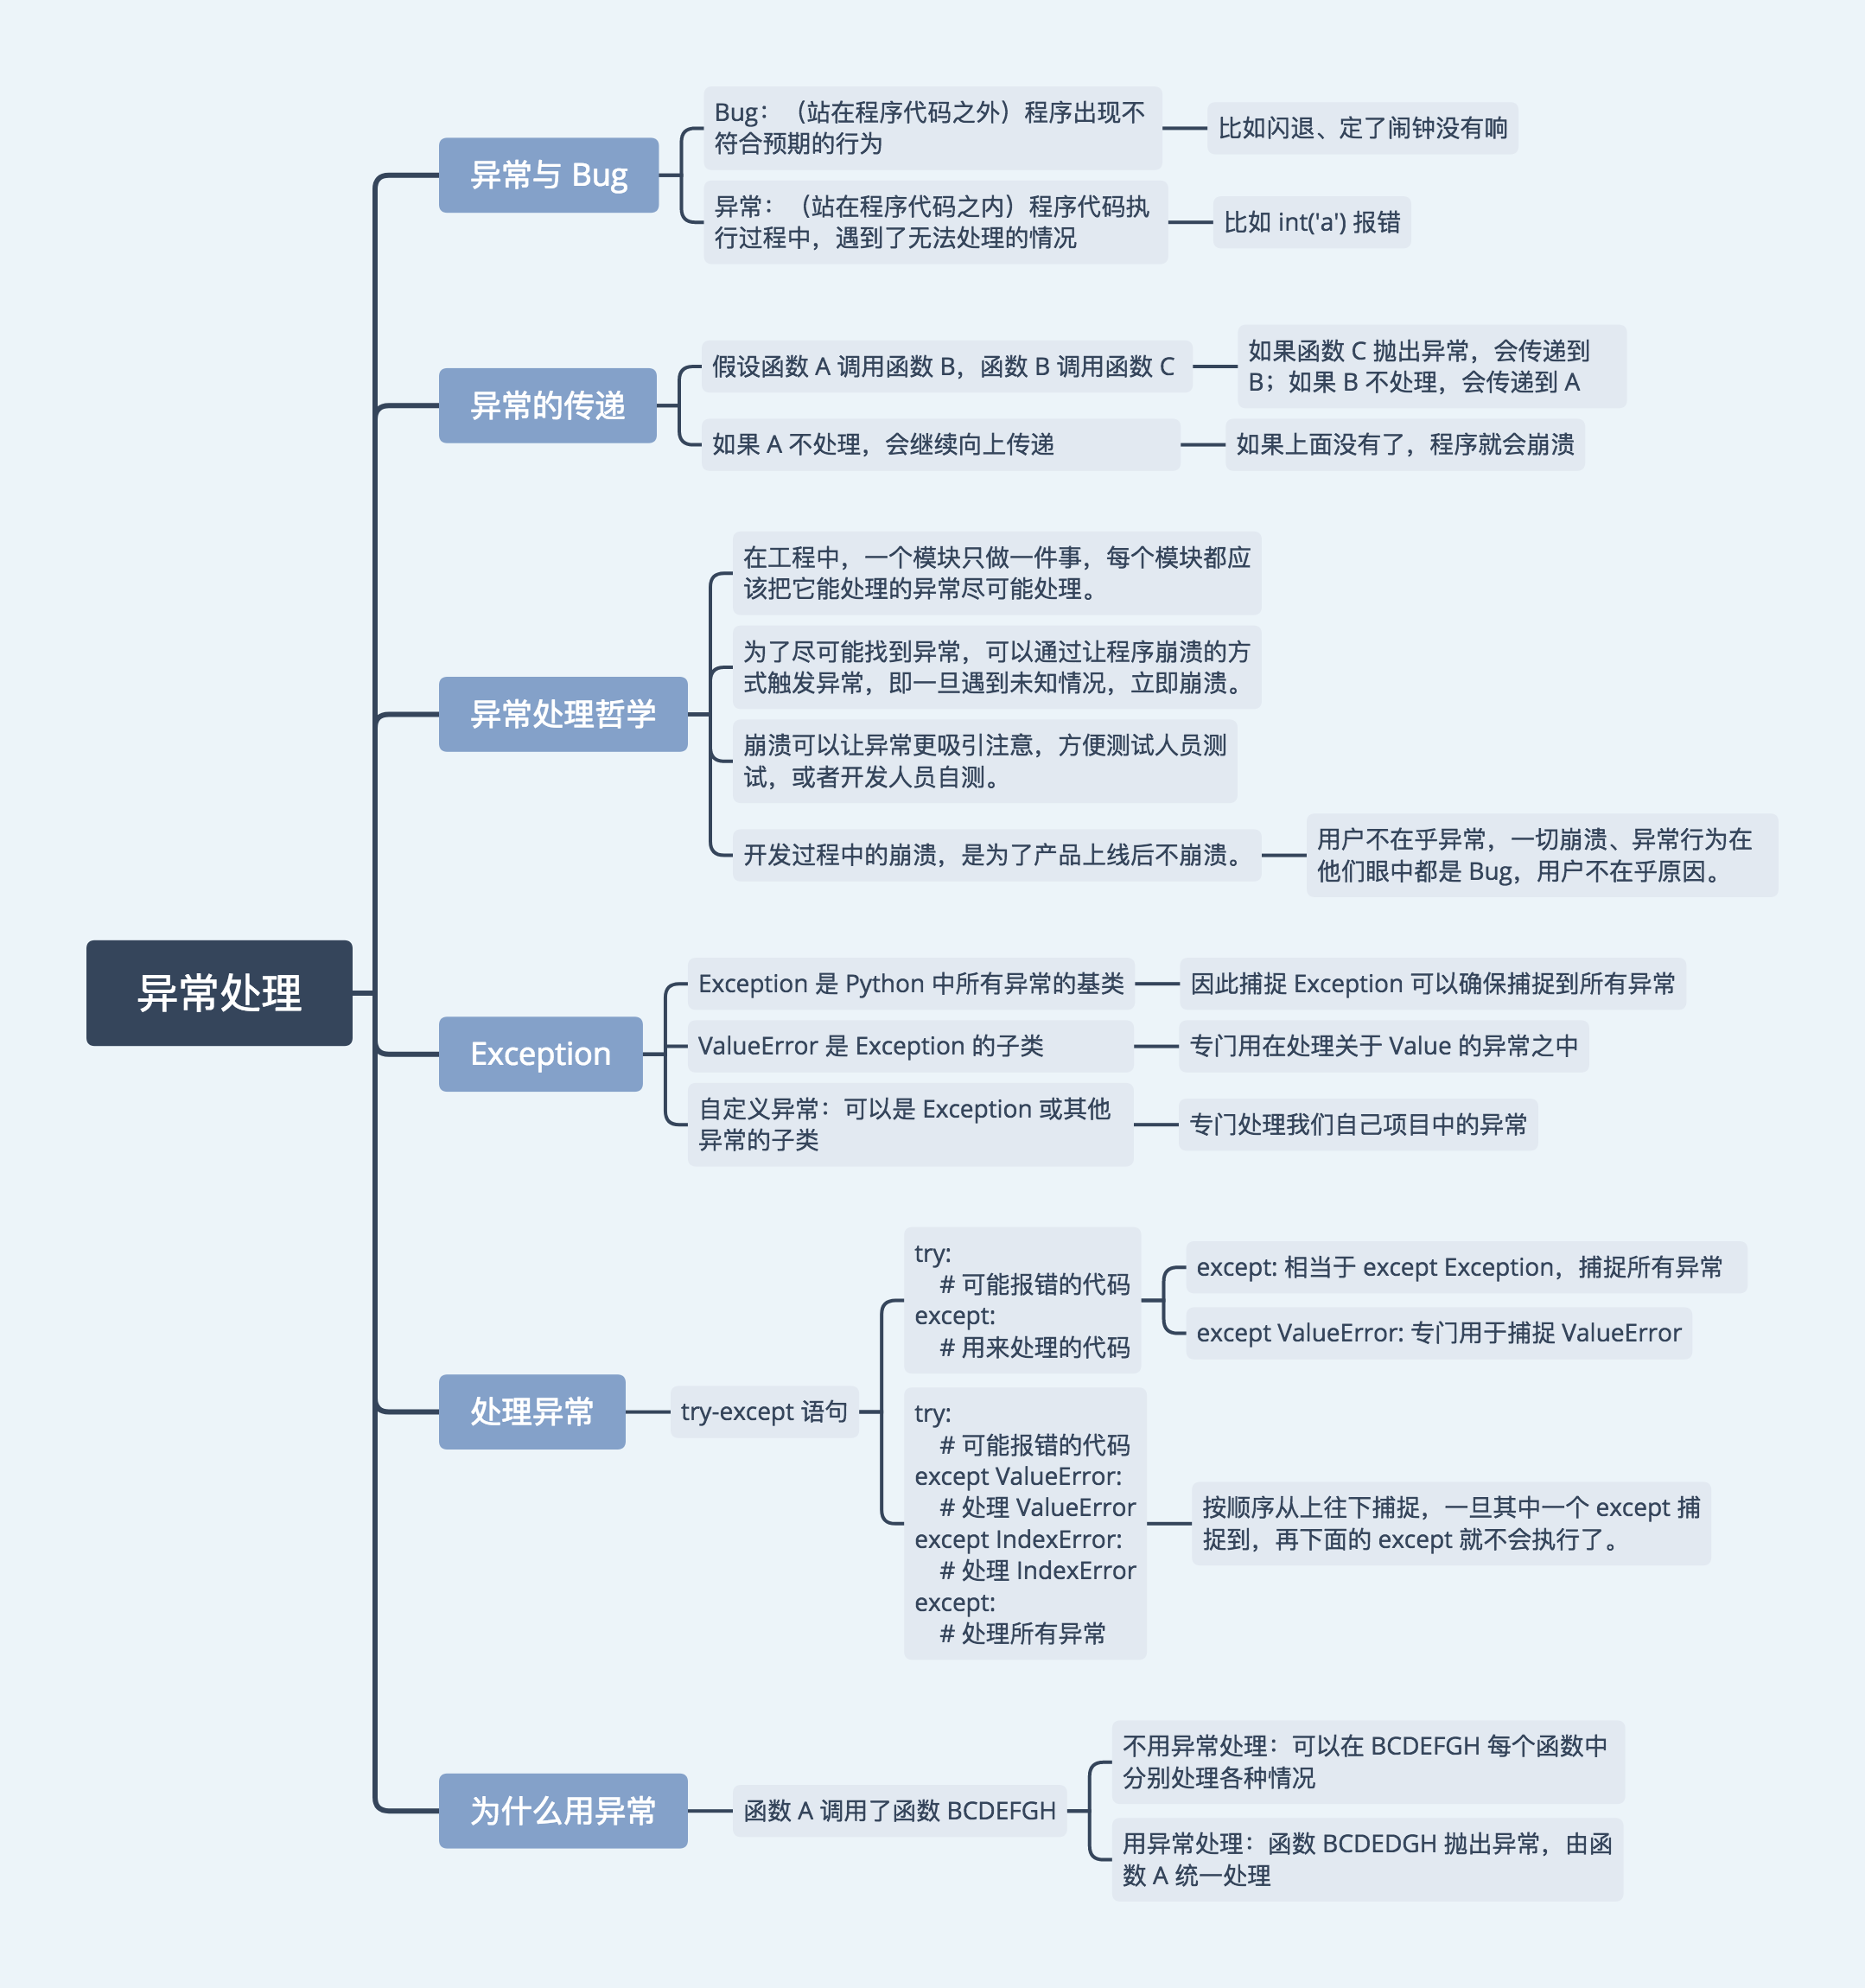 异常处理
异常与 Bug
Bug：（站在程序代码之外）程序出现不
符合预期的行为
比如闪退、定了闹钟没有响
异常：（站在程序代码之内）程序代码执
行过程中，遇到了无法处理的情况
比如 int('a') 报错
异常的传递
假设函数 A 调用函数 B，函数 B 调用函数 C
如果函数 C 抛出异常，会传递到
B；如果 B 不处理，会传递到 A
如果 A 不处理，会继续向上传递
如果上面没有了，程序就会崩溃
异常处理哲学
在工程中，一个模块只做一件事，每个模块都应
该把它能处理的异常尽可能处理。
为了尽可能找到异常，可以通过让程序崩溃的方
式触发异常，即一旦遇到未知情况，立即崩溃。
崩溃可以让异常更吸引注意，方便测试人员测
试，或者开发人员自测。
开发过程中的崩溃，是为了产品上线后不崩溃。
用户不在乎异常，一切崩溃、异常行为在
他们眼中都是 Bug，用户不在乎原因。
Exception
Exception 是 Python 中所有异常的基类
因此捕捉 Exception 可以确保捕捉到所有异常
ValueError 是 Exception 的子类
专门用在处理关于 Value 的异常之中
自定义异常：可以是 Exception 或其他
异常的子类
专门处理我们自己项目中的异常
处理异常
try-except 语句
try:
# 可能报错的代码
except:
# 用来处理的代码
except: 相当于 except Exception，捕捉所有异常
except ValueError: 专门用于捕捉 ValueError
try:
# 可能报错的代码
except ValueError:
# 处理 ValueError
except IndexError:
# 处理 IndexError
except:
# 处理所有异常
按顺序从上往下捕捉，一旦其中一个 except 捕
捉到，再下面的 except 就不会执行了。
为什么用异常
函数 A 调用了函数 BCDEFGH
不用异常处理：可以在 BCDEFGH 每个函数中
分别处理各种情况
用异常处理：函数 BCDEDGH 抛出异常，由函
数 A 统一处理